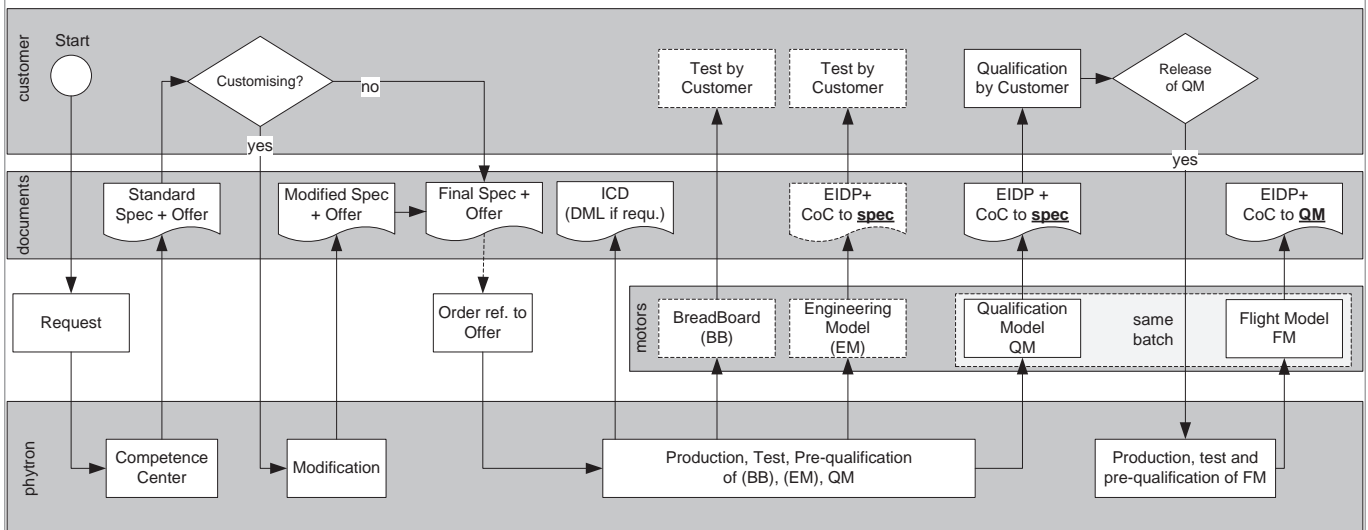 customer
Start
Customising?
no
yes
Test by
Customer
Test by
Customer
Qualification
by Customer
Release
of QM
yes
documents
Standard
Spec + Offer
Modified Spec
+ Offer
Final Spec +
Offer
ICD
(DML if requ.)
EIDP+
CoC to spec
EIDP +
CoC to spec
EIDP+
CoC to QM
Request
Order ref. to
Offer
motors
BreadBoard
(BB)
Engineering
Model
(EM)
Qualification
Model
QM
same
batch
Flight Model
FM
phytron
Competence
Center
Modification
Production, Test, Pre-qualification
of (BB), (EM), QM
Production, test and
pre-qualification of FM